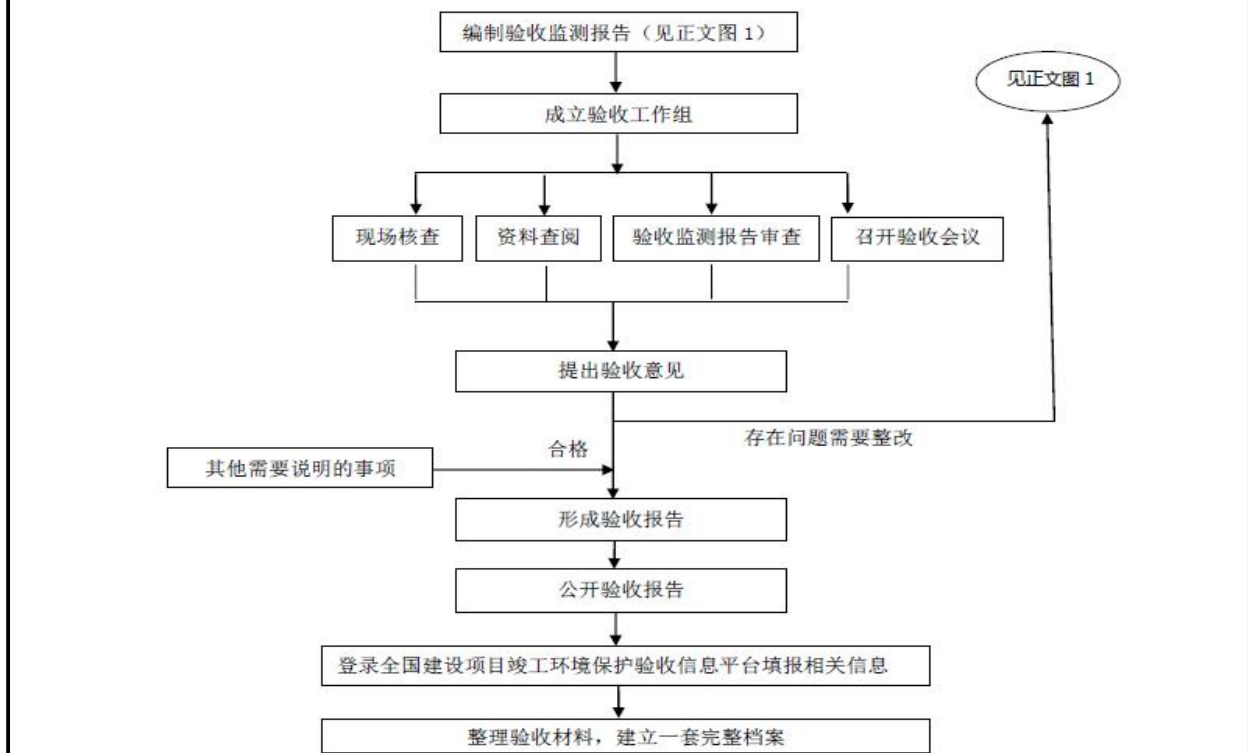 编制验收监测报告（见正文图1）
见正文图1
成立验收工作组
现场核查
资料查阅
验收监测报告审查
召开验收会议
提出验收意见
存在问题需要整改
合格
其他需要说明的事项
形成验收报告
公开验收报告
登录全国建设项目竣工环境保护验收信息平台填报相关信息
整理验收材料，建立一套完整档案